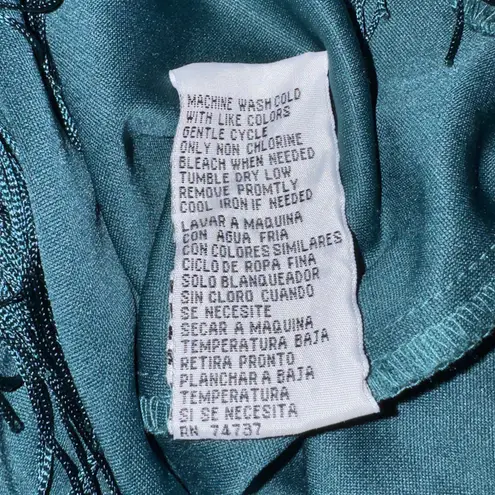 MACHINE WASH COLD
WITH LIKE COLORS
GENTLE CYCLE
ONLY NON CHLORINE
BLEACH WHEN NEEDED
TUMBLE DRY LOW
REMOVE PROMTLY
COOL IRON IF NEEDED
LAVAR A MAQUINA
CON AGUA FRIA
CON COLORES SIMILARES
CICLO DE ROPA FINA
SOLO BLANQUEADOR
SIN CLORO CUANDO
SE NECESITE
SECAR A MAQUINA
TEMPERATURA BAJA
RETIRA PRONTO
PLANCHAR A BAJA
TEMPERATURA
SI SE NECESITA
RN 74737